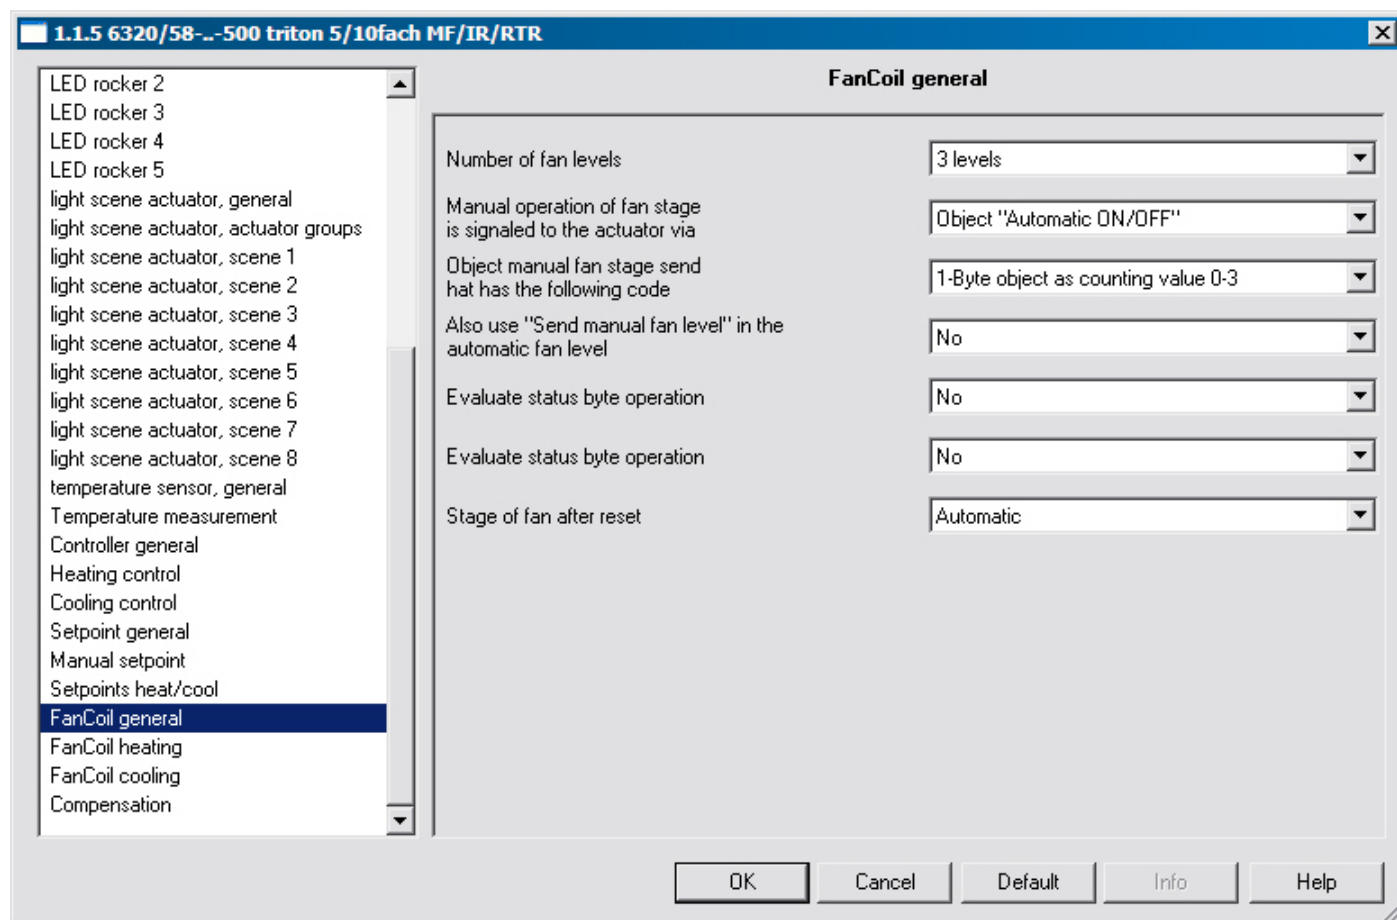 1.1.5 6320/58-..-500 triton 5/10fach MF/IR/RTR
LED rocker 2
LED rocker 3
LED rocker 4
LED rocker 5
light scene actuator, general
light scene actuator, actuator groups
light scene actuator, scene 1
light scene actuator, scene 2
light scene actuator, scene 3
light scene actuator, scene 4
light scene actuator, scene 5
light scene actuator, scene 6
light scene actuator, scene 7
light scene actuator, scene 8
temperature sensor, general
Temperature measurement
Controller general
Heating control
Cooling control
Setpoint general
Manual setpoint
Setpoints heat/cool
FanCoil general
FanCoil heating
FanCoil cooling
Compensation
FanCoil general
Number of fan levels
3 levels
Manual operation of fan stage
is signaled to the actuator via
Object "Automatic ON/OFF"
Object manual fan stage send
hat has the following code
1-Byte object as counting value 0-3
Also use "Send manual fan level" in the
automatic fan level
No
Evaluate status byte operation
No
Evaluate status byte operation
No
Stage of fan after reset
Automatic
OK
Cancel
Default
Info
Help